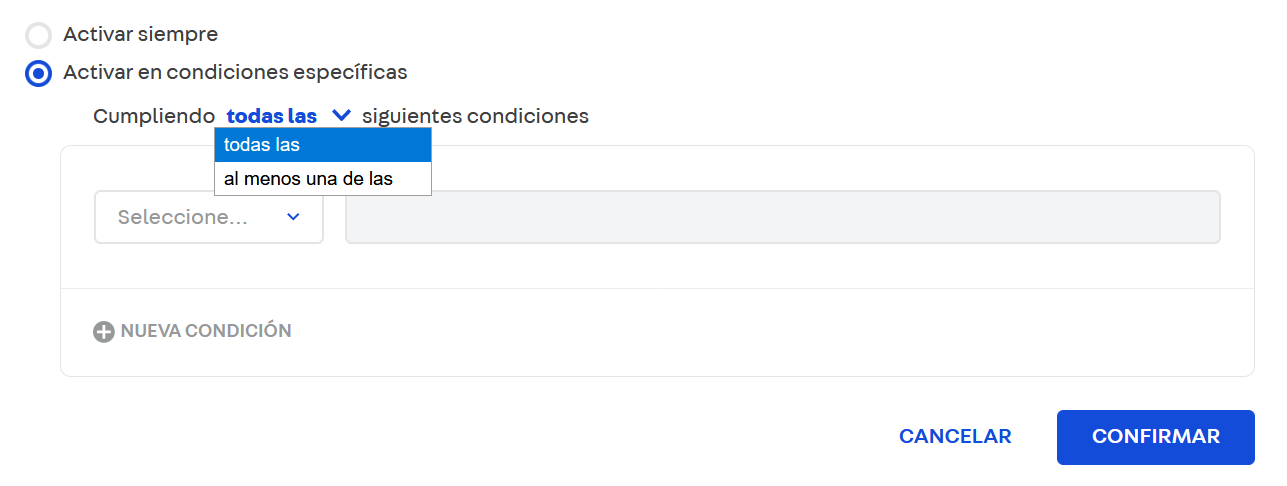 Activar siempre
Activar en condiciones específicas
Cumpliendo todas las siguientes condiciones
todas las
al menos una de las
Seleccione...
NUEVA CONDICIÓN
CANCELAR CONFIRMAR